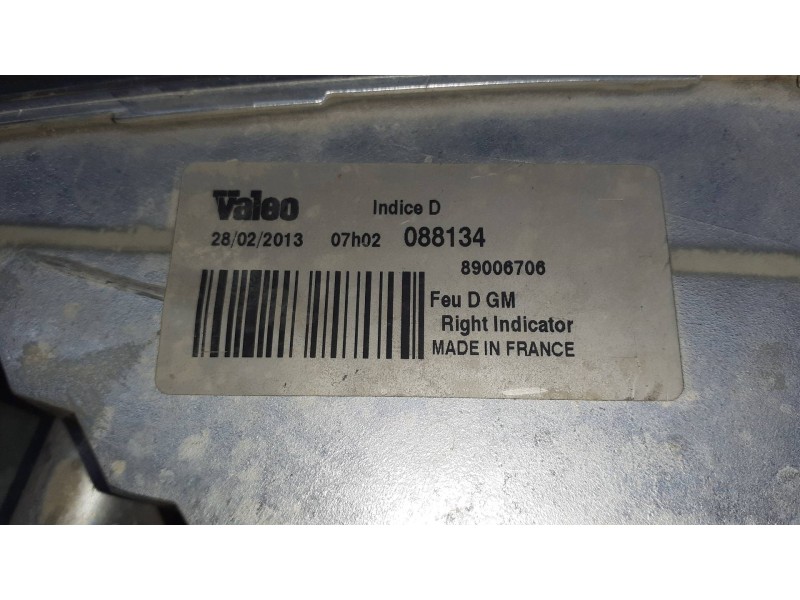 Valeo Indice D
28/02/2013 07h02 088134
89006706
Feu D GM
Right Indicator
MADE IN FRANCE